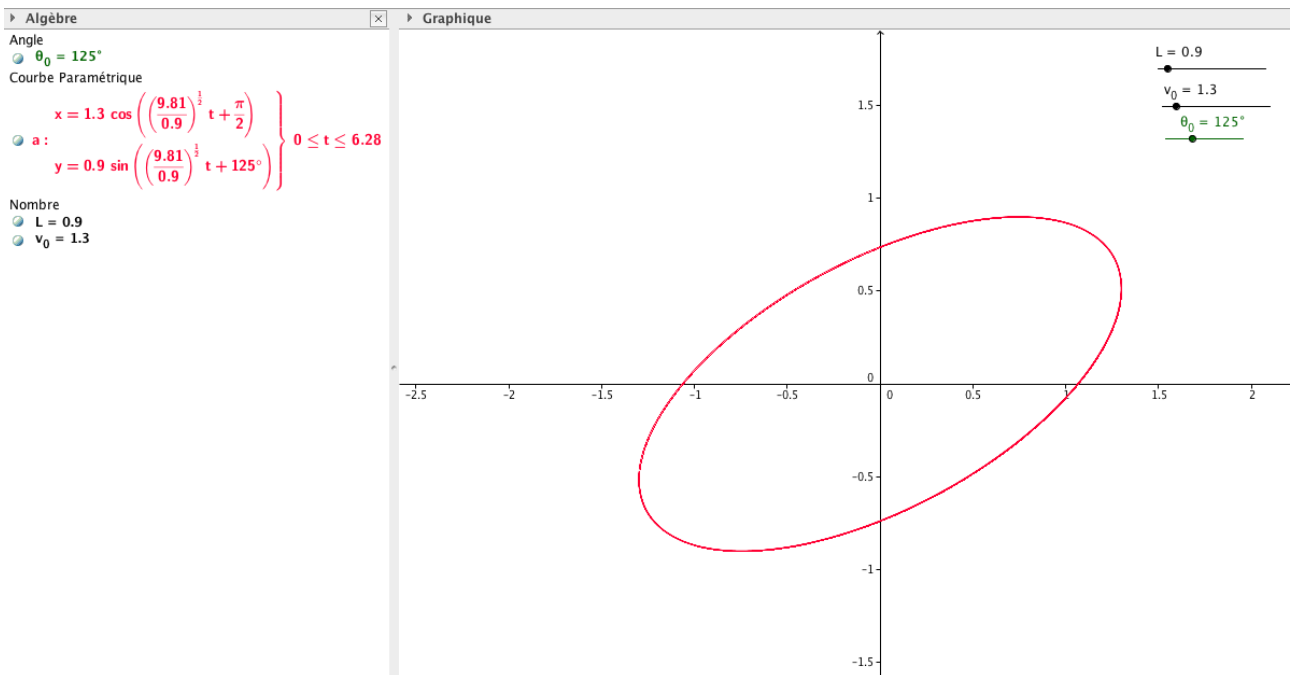 Algèbre
Angle
θ₀ = 125°
Courbe Paramétrique
a :
x = 1.3 cos((9.81/0.9)^(1/2) t + π/2)
y = 0.9 sin((9.81/0.9)^(1/2) t + 125°)
0 ≤ t ≤ 6.28
Nombre
L = 0.9
v₀ = 1.3
Graphique
L = 0.9
v₀ = 1.3
θ₀ = 125°
1.5
1
0.5
0
-0.5
-1
-1.5
-2.5
-2
-1.5
-1
-0.5
0
0.5
1
1.5
2